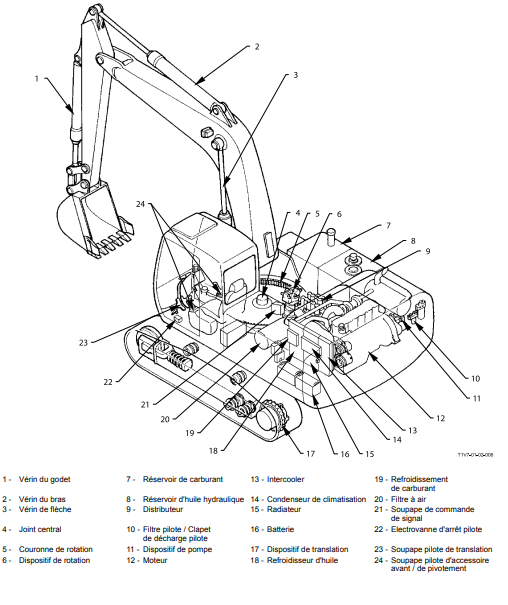 1
2
3
24
4
5
6
7
8
9
23
22
21
20
19
18
17
16
15
14
13
12
11
10
T1V7-01-02-006
1 - Vérin du godet
7 - Réservoir de carburant
13 - Intercooler
19 - Refroidissement
de carburant
2 - Vérin du bras
8 - Réservoir d'huile hydraulique
14 - Condenseur de climatisation
20 - Filtre à air
3 - Vérin de flèche
9 - Distributeur
15 - Radiateur
21 - Soupape de commande
de signal
4 - Joint central
10 - Filtre pilote / Clapet
de décharge pilote
16 - Batterie
22 - Electrovanne d'arrêt pilote
5 - Couronne de rotation
11 - Dispositif de pompe
17 - Dispositif de translation
23 - Soupape pilote de translation
6 - Dispositif de rotation
12 - Moteur
18 - Refroidisseur d'huile
24 - Soupape pilote d'accessoire
avant / de pivotement